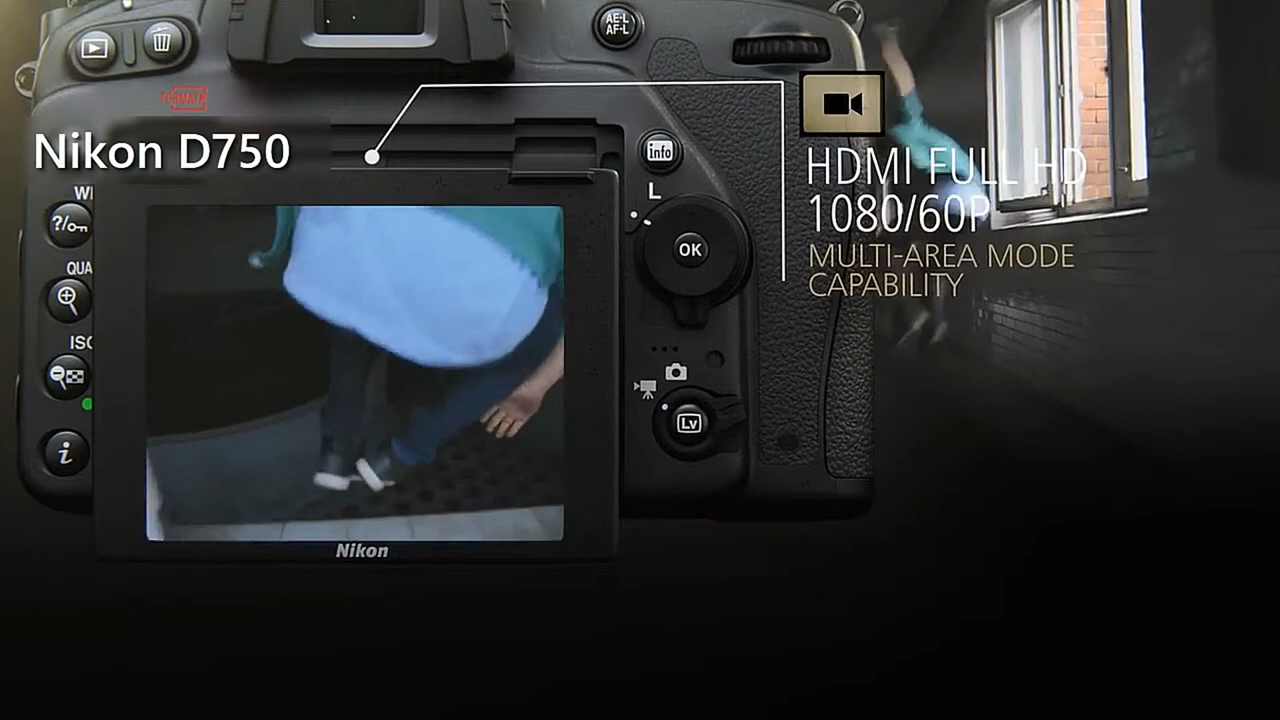 AE-L
AF-L
FORMAT
Nikon D750
info
HDMI FULL HD
1080/60P
MULTI-AREA MODE
CAPABILITY
L
OK
?/
QUA
ISO
i
Lv
Nikon